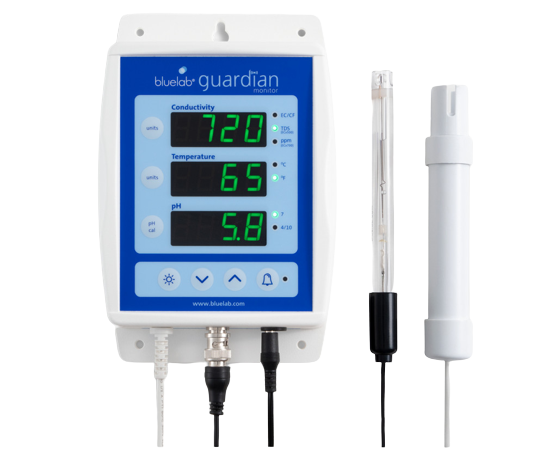 bluelab® guardian
monitor
Conductivity
units
720
EC/CF
TDS
ppm
Temperature
units
65
°C
°F
pH
pH
cal
5.8
7
4/10
www.bluelab.com